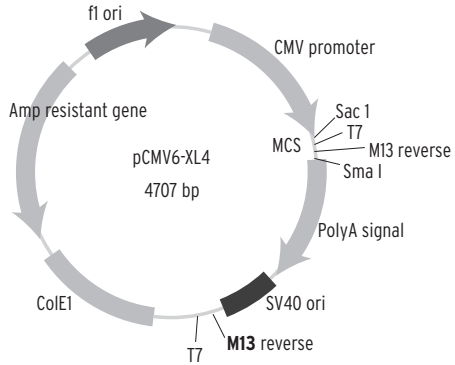 f1 ori
CMV promoter
Amp resistant gene
Sac 1
T7
MCS
M13 reverse
Sma I
pCMV6-XL4
4707 bp
PolyA signal
ColE1
SV40 ori
M13 reverse
T7